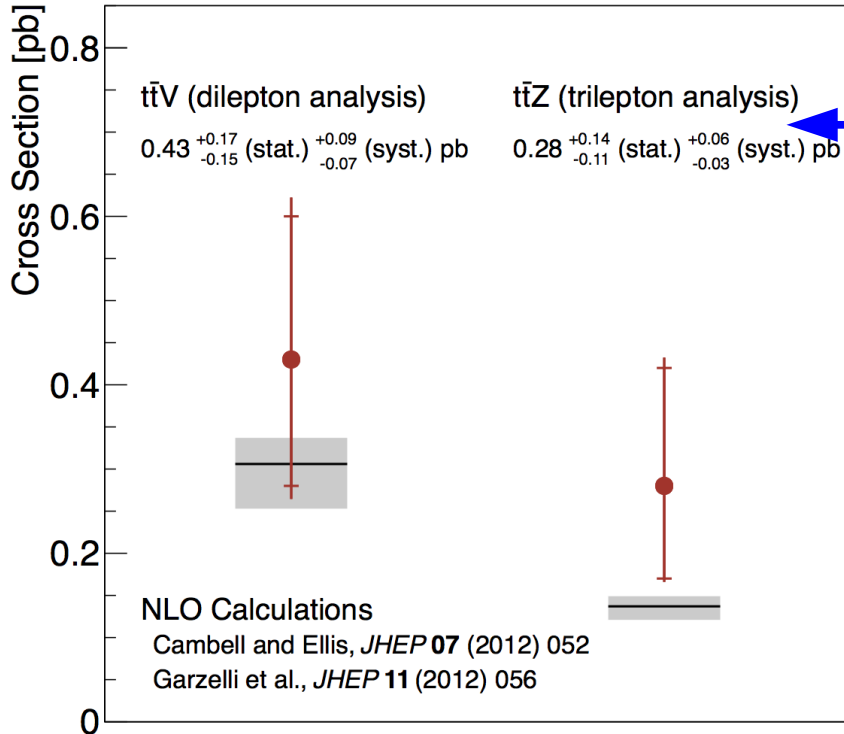 Cross Section [pb]
0.8
0.6
0.4
0.2
0
tt̄V (dilepton analysis)
0.43 +0.17 -0.15 (stat.) +0.09 -0.07 (syst.) pb
tt̄Z (trilepton analysis)
0.28 +0.14 -0.11 (stat.) +0.06 -0.03 (syst.) pb
NLO Calculations
Cambell and Ellis, JHEP 07 (2012) 052
Garzelli et al., JHEP 11 (2012) 056